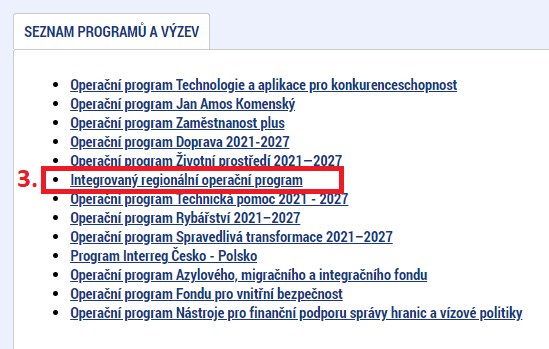 SEZNAM PROGRAMŮ A VÝZEV
Operační program Technologie a aplikace pro konkurenceschopnost
Operační program Jan Amos Komenský
Operační program Zaměstnanost plus
Operační program Doprava 2021-2027
Operační program Životní prostředí 2021–2027
3. Integrovaný regionální operační program
Operační program Technická pomoc 2021 - 2027
Operační program Rybářství 2021–2027
Operační program Spravedlivá transformace 2021–2027
Program Interreg Česko - Polsko
Operační program Azylového, migračního a integračního fondu
Operační program Fondu pro vnitřní bezpečnost
Operační program Nástroje pro finanční podporu správy hranic a vízové politiky